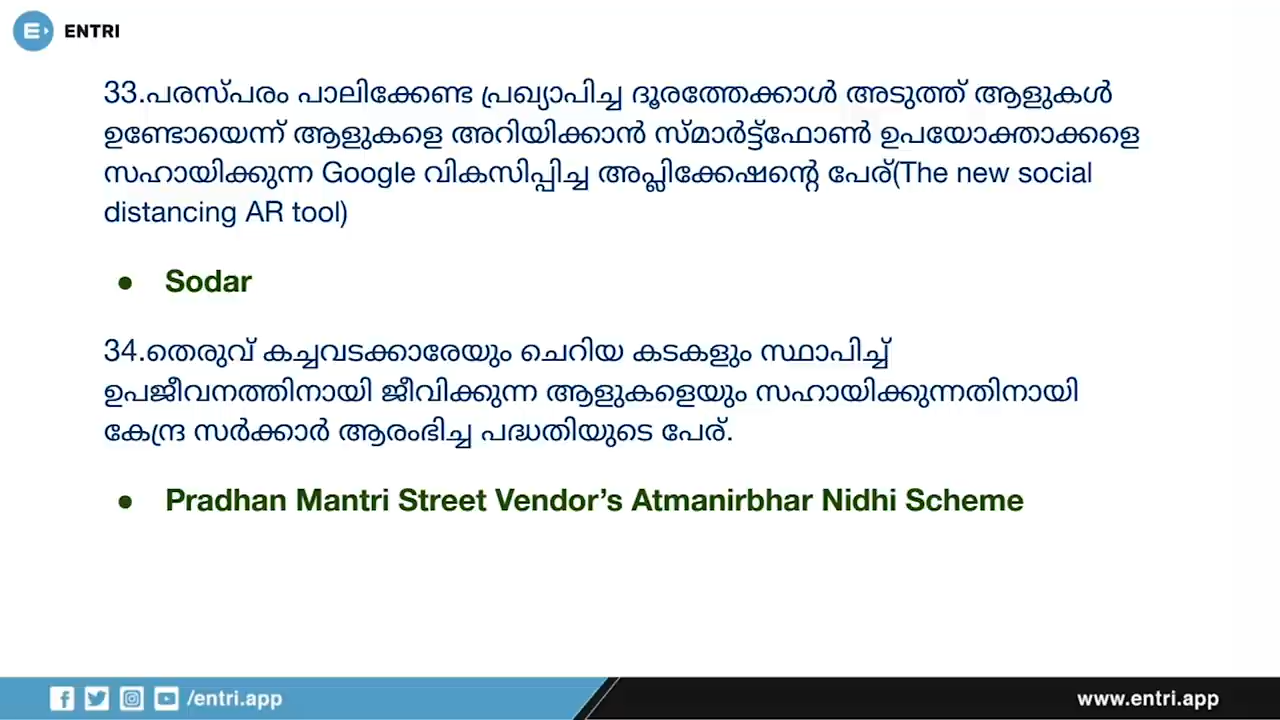 ENTRI
33.പരസ്പരം പാലിക്കേണ്ട പ്രഖ്യാപിച്ച ദൂരത്തേക്കാൾ അടുത്ത് ആളുകൾ
ഉണ്ടോയെന്ന് ആളുകളെ അറിയിക്കാൻ സ്മാർട്ട്ഫോൺ ഉപയോക്താക്കളെ
സഹായിക്കുന്ന Google വികസിപ്പിച്ച അപ്ലിക്കേഷന്റെ പേര്(The new social
distancing AR tool)
● Sodar
34.തെരുവ് കച്ചവടക്കാരേയും ചെറിയ കടകളും സ്ഥാപിച്ച്
ഉപജീവനത്തിനായി ജീവിക്കുന്ന ആളുകളെയും സഹായിക്കുന്നതിനായി
കേന്ദ്ര സർക്കാർ ആരംഭിച്ച പദ്ധതിയുടെ പേര്.
● Pradhan Mantri Street Vendor’s Atmanirbhar Nidhi Scheme
/entri.app
www.entri.app